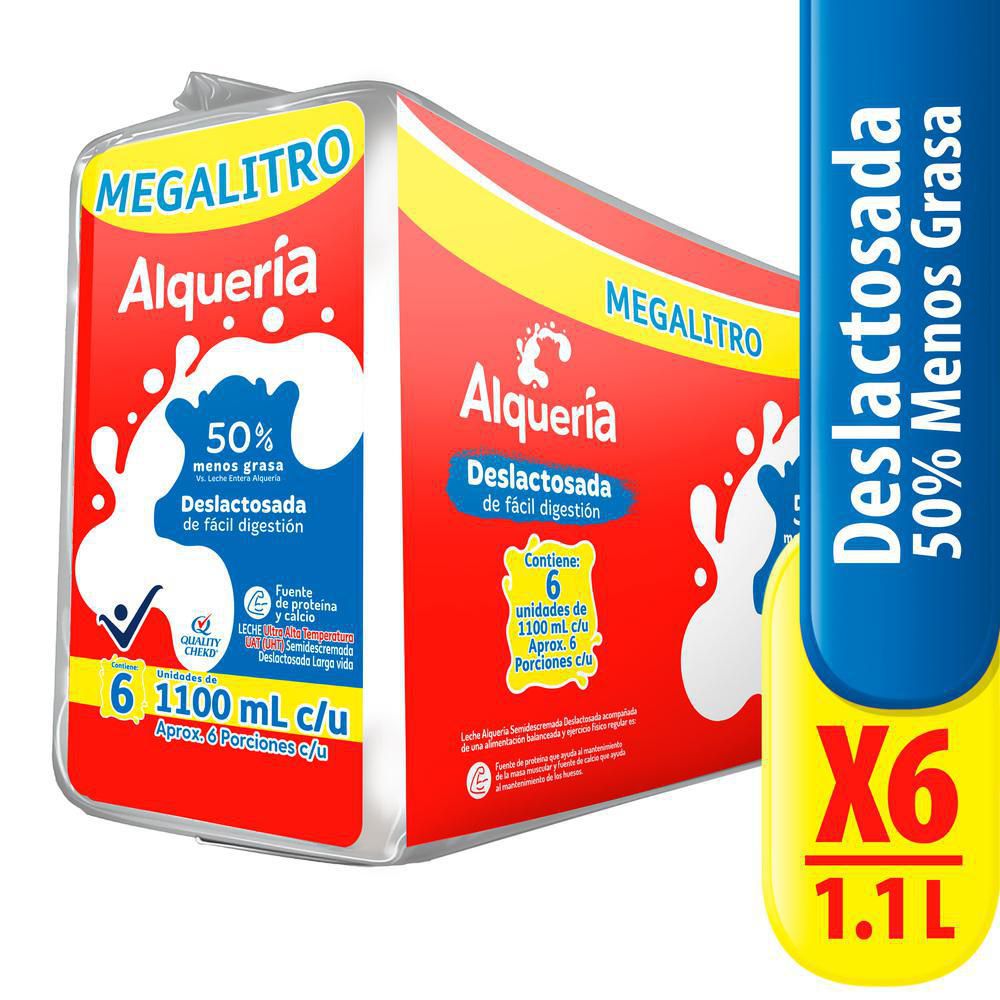 MEGALITRO
Alquería
50%
menos grasa
Vs. Leche Entera Alquería
Deslactosada
de fácil digestión
Fuente
de proteína
y calcio
LECHE Ultra Alta Temperatura
UAT (UHT) Semidescremada
Deslactosada Larga vida
QUALITY
CHEKD®
Contiene:
6
Unidades de
1100 mL c/u
Aprox. 6 Porciones c/u
MEGALITRO
Alquería
Deslactosada
de fácil digestión
Contiene:
6
unidades de
1100 mL c/u
Aprox. 6
Porciones c/u
Leche Alquería Semidescremada Deslactosada acompañada
de una alimentación balanceada y ejercicio físico regular es:
Fuente de proteína que ayuda al mantenimiento
de la masa muscular y fuente de calcio que ayuda
al mantenimiento de los huesos.
Deslactosada
50% Menos Grasa
X6
1.1 L